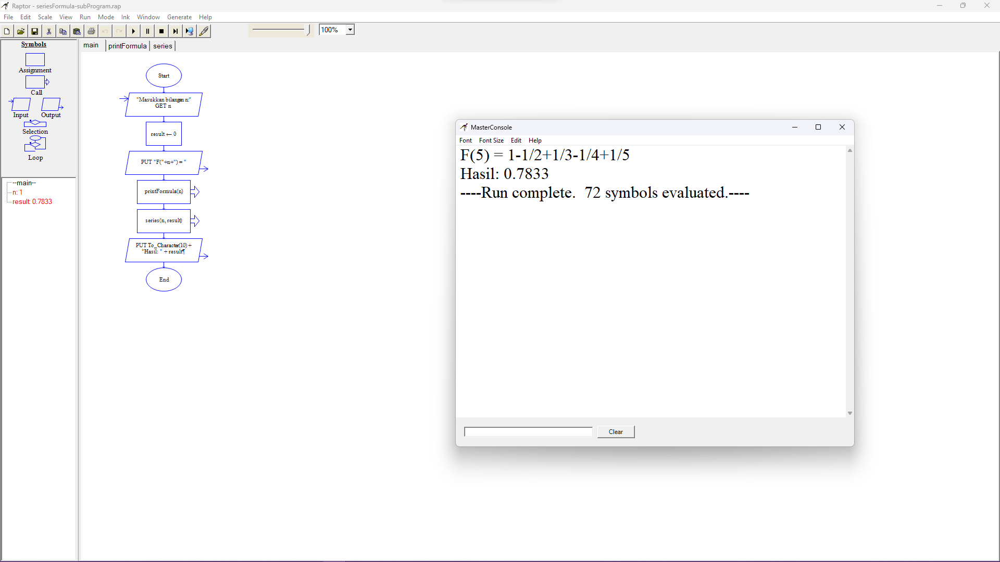 Raptor - seriesFormula-subProgram.rap
File Edit Scale View Run Mode Ink Window Generate Help
100%
Symbols
Assignment
Call
Input Output
Selection
Loop
--main--
n: 1
result: 0.7833
main printFormula series
Start
"Masukkan bilangan n:"
GET n
result ← 0
PUT "F("+n+") = "
printFormula(n)
series(n, result)
PUT To_Character(10) +
"Hasil: " + result¶
End
MasterConsole
Font Font Size Edit Help
F(5) = 1-1/2+1/3-1/4+1/5
Hasil: 0.7833
----Run complete.  72 symbols evaluated.----
Clear